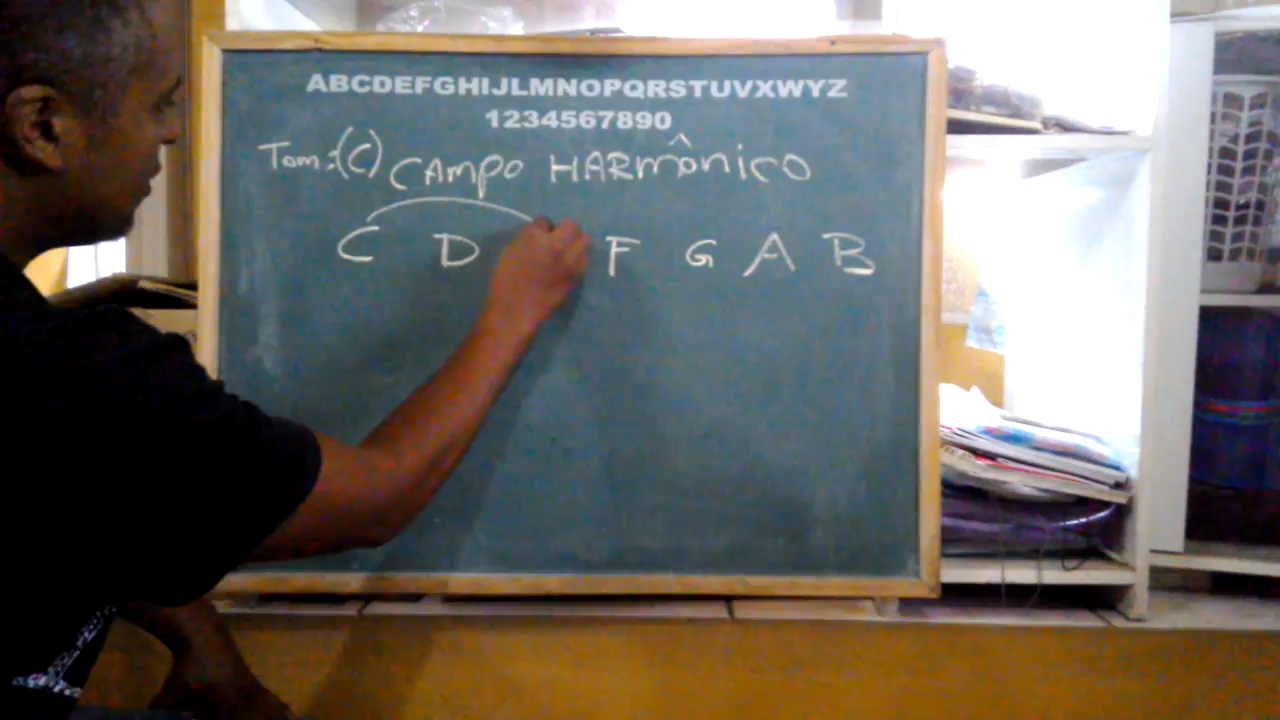 ABCDEFGHIJLMNOPQRSTUVXWYZ
1234567890
Tom:(C) CAMPO HARMÔNICO
C D F G A B